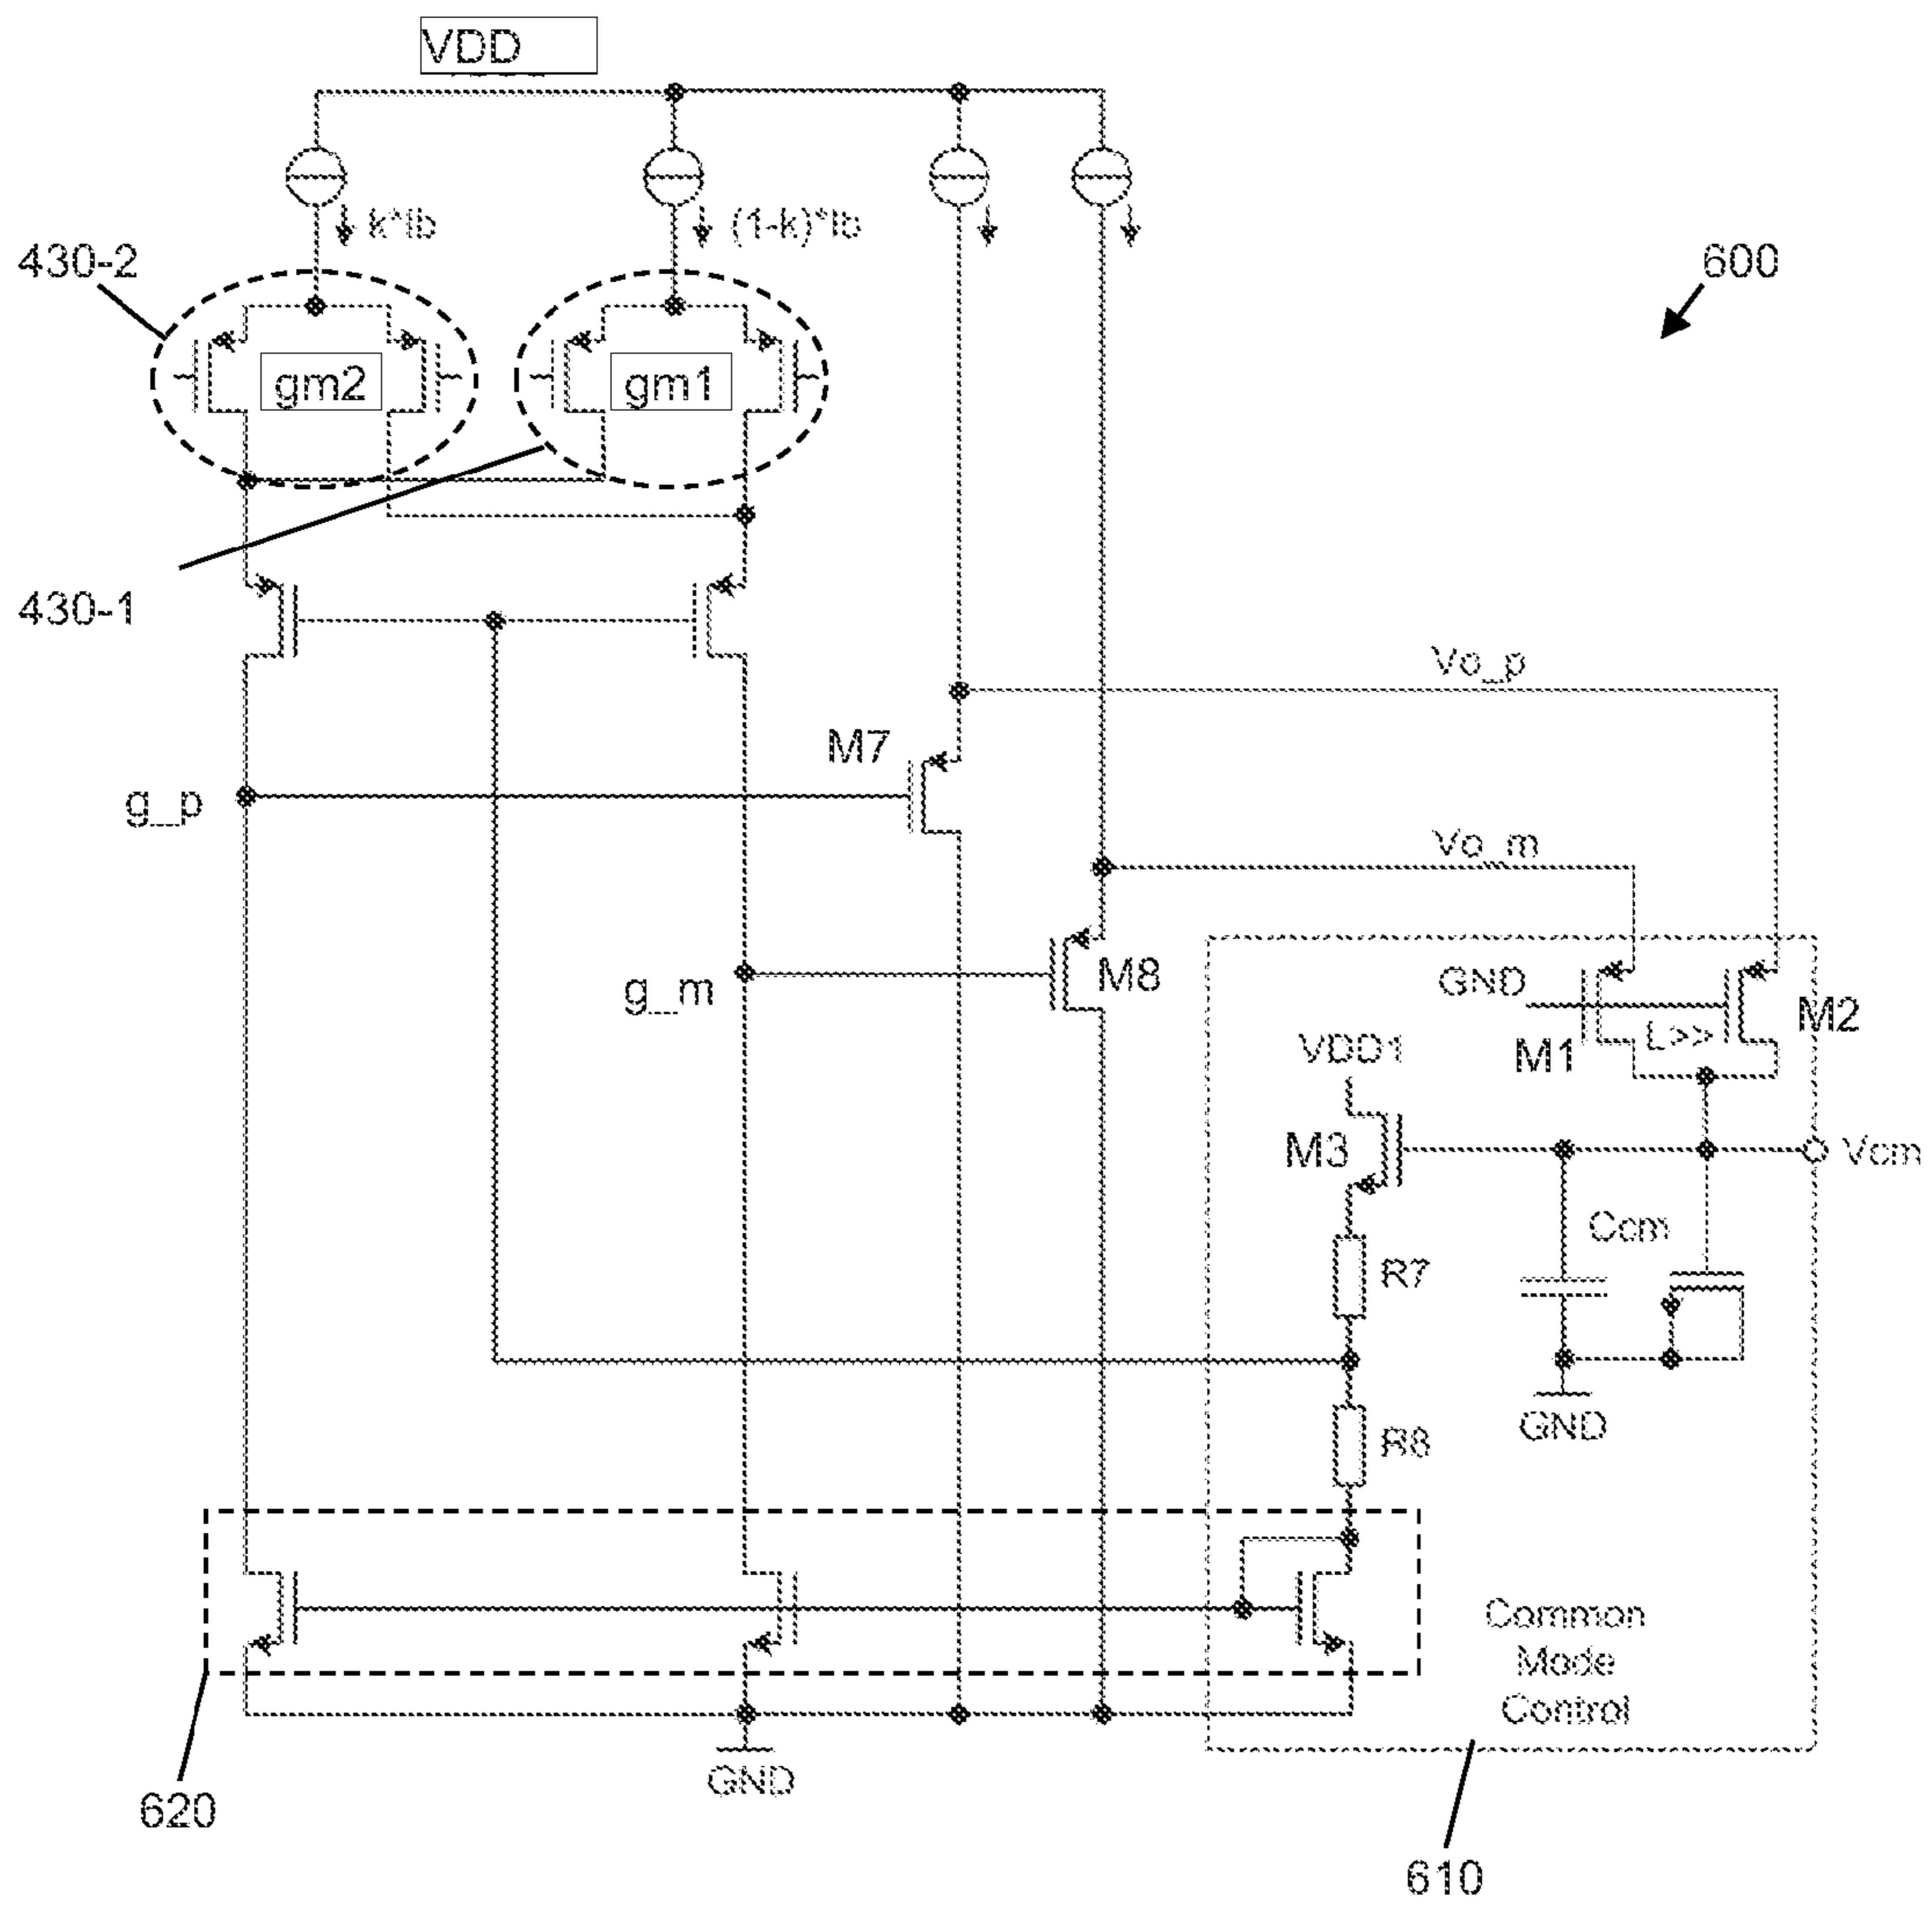 VDD
k*Ib
(1-k)*Ib
430-2
600
gm2
gm1
430-1
Vo_p
M7
g_p
Vo_m
M8
g_m
GND
M2
VDD1
M1
L>>
M3
Vcm
Ccm
R7
GND
R8
Common
Mode
Control
GND
620
610